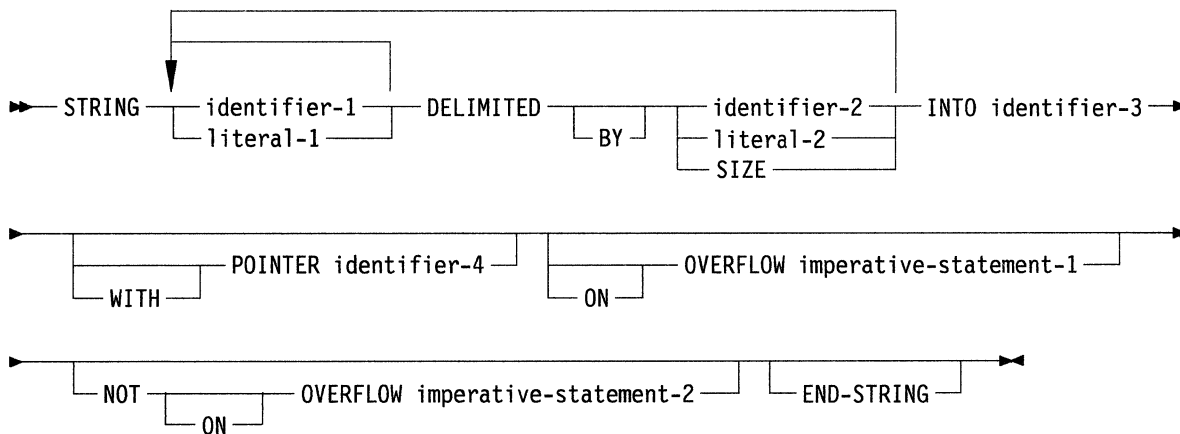 STRING identifier-1 DELIMITED identifier-2 INTO identifier-3
literal-1 BY literal-2
SIZE
POINTER identifier-4 OVERFLOW imperative-statement-1
WITH ON
NOT OVERFLOW imperative-statement-2 END-STRING
ON